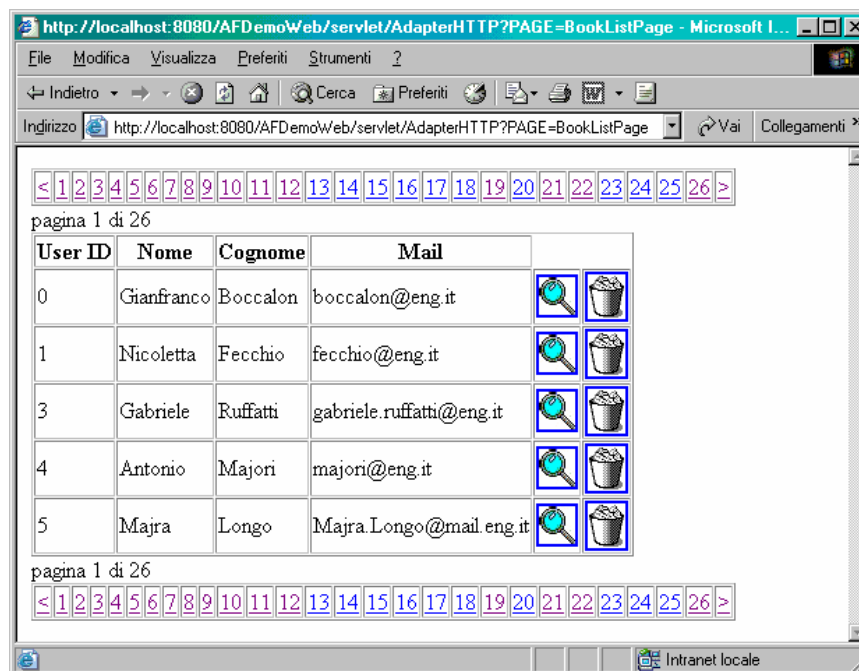 http://localhost:8080/AFDemoWeb/servlet/AdapterHTTP?PAGE=BookListPage - Microsoft I...
File Modifica Visualizza Preferiti Strumenti ?
Indietro Cerca Preferiti
Indirizzo http://localhost:8080/AFDemoWeb/servlet/AdapterHTTP?PAGE=BookListPage Vai Collegamenti »
< 1 2 3 4 5 6 7 8 9 10 11 12 13 14 15 16 17 18 19 20 21 22 23 24 25 26 >
pagina 1 di 26
User ID Nome Cognome Mail
0 Gianfranco Boccalon boccalon@eng.it
1 Nicoletta Fecchio fecchio@eng.it
3 Gabriele Ruffatti gabriele.ruffatti@eng.it
4 Antonio Majori majori@eng.it
5 Majra Longo Majra.Longo@mail.eng.it
pagina 1 di 26
< 1 2 3 4 5 6 7 8 9 10 11 12 13 14 15 16 17 18 19 20 21 22 23 24 25 26 >
Intranet locale